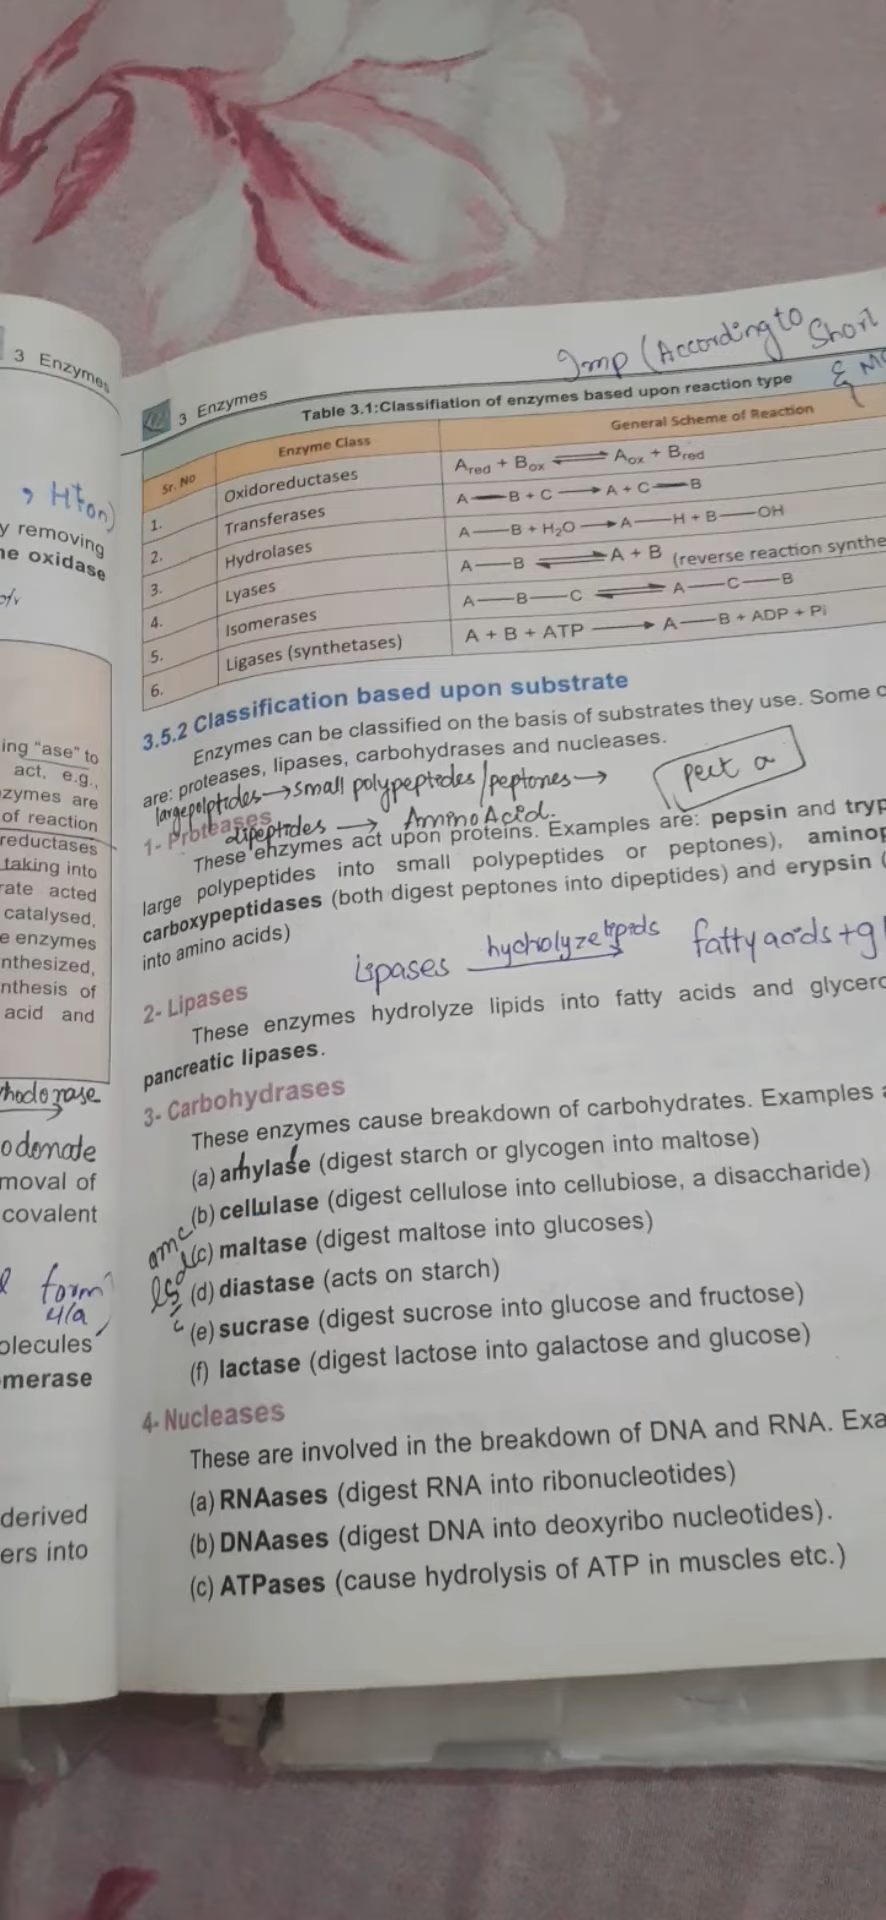 3 Enzymes
, H⁺ion)
y removing
ne oxidase
ing "ase" to
act, e.g.,
zymes are
of reaction
reductases
taking into
rate acted
catalysed,
e enzymes
nthesized,
nthesis of
acid and
moval of
covalent
form
4/a
olecules
merase
derived
ers into
Imp (According to Short
& MC
3 Enzymes
Table 3.1:Classifiation of enzymes based upon reaction type
Sr. No Enzyme Class General Scheme of Reaction
1. Oxidoreductases Ared + Box ⇌ Aox + Bred
2. Transferases A—B + C → A + C—B
3. Hydrolases A—B + H₂O → A—H + B—OH
4. Lyases A—B ⇌ A + B (reverse reaction synthe
5. Isomerases A—B—C ⇌ A—C—B
6. Ligases (synthetases) A + B + ATP → A—B + ADP + Pi
3.5.2 Classification based upon substrate
Enzymes can be classified on the basis of substrates they use. Some
are: proteases, lipases, carbohydrases and nucleases.
→ small polypeptides/peptones →
1- Proteases dipeptides → Amino Acid.
These enzymes act upon proteins. Examples are: pepsin and tryp
large polypeptides into small polypeptides or peptones), aminop
carboxypeptidases (both digest peptones into dipeptides) and erypsin (
into amino acids)
Lipases hydrolyze lipids → fatty acids + gl
2- Lipases
These enzymes hydrolyze lipids into fatty acids and glycero
pancreatic lipases.
3- Carbohydrases
These enzymes cause breakdown of carbohydrates. Examples a
(a) amylase (digest starch or glycogen into maltose)
(b) cellulase (digest cellulose into cellubiose, a disaccharide)
amc
(c) maltase (digest maltose into glucoses)
(d) diastase (acts on starch)
(e) sucrase (digest sucrose into glucose and fructose)
(f) lactase (digest lactose into galactose and glucose)
4- Nucleases
These are involved in the breakdown of DNA and RNA. Exa
(a) RNAases (digest RNA into ribonucleotides)
(b) DNAases (digest DNA into deoxyribo nucleotides).
(c) ATPases (cause hydrolysis of ATP in muscles etc.)